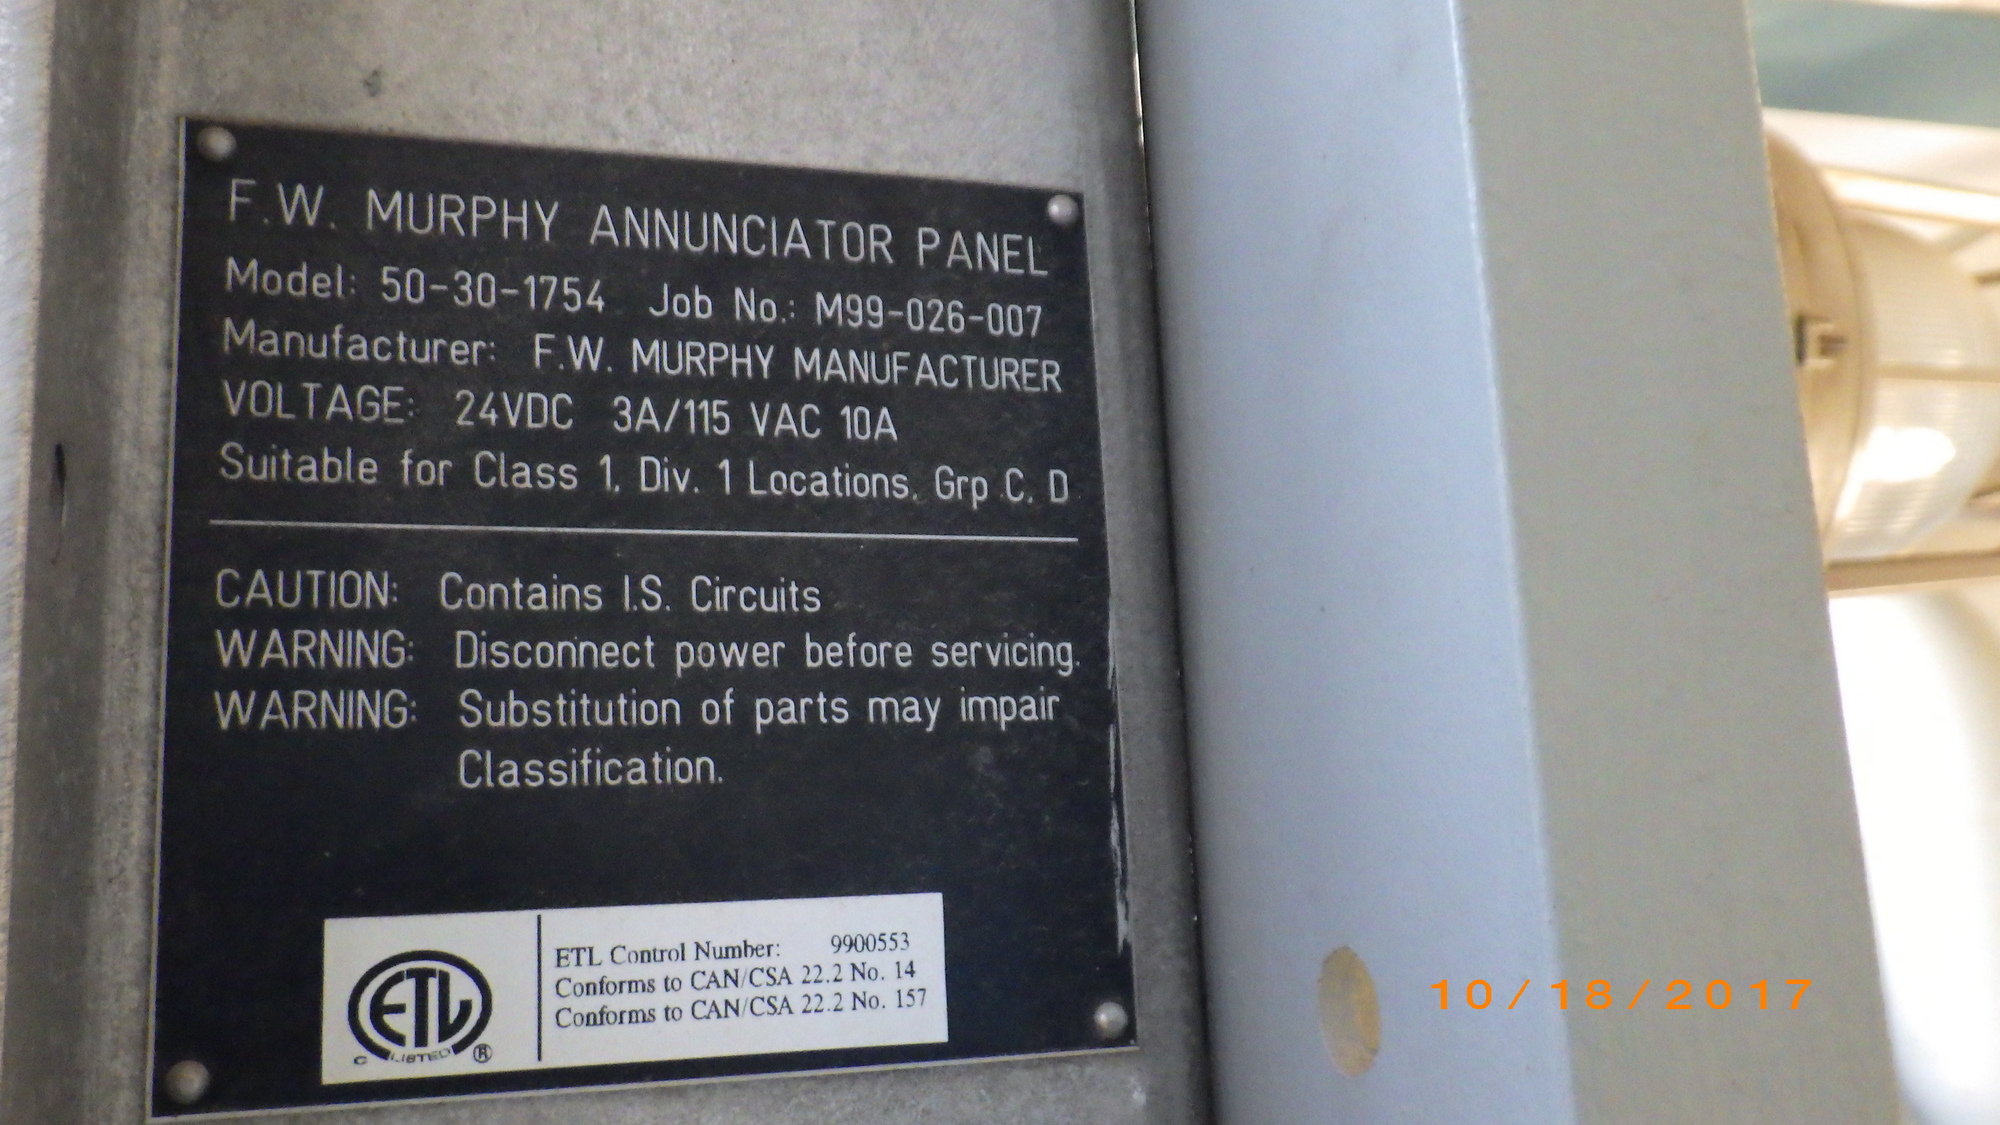 F.W. MURPHY ANNUNCIATOR PANEL
Model: 50-30-1754 Job No.: M99-026-007
Manufacturer: F.W. MURPHY MANUFACTURER
VOLTAGE: 24VDC 3A/115 VAC 10A
Suitable for Class 1, Div. 1 Locations, Grp C, D
CAUTION: Contains I.S. Circuits
WARNING: Disconnect power before servicing.
WARNING: Substitution of parts may impair
Classification.
ETL Control Number: 9900553
Conforms to CAN/CSA 22.2 No. 14
Conforms to CAN/CSA 22.2 No. 157
ETL
C LISTED ®
10/18/2017